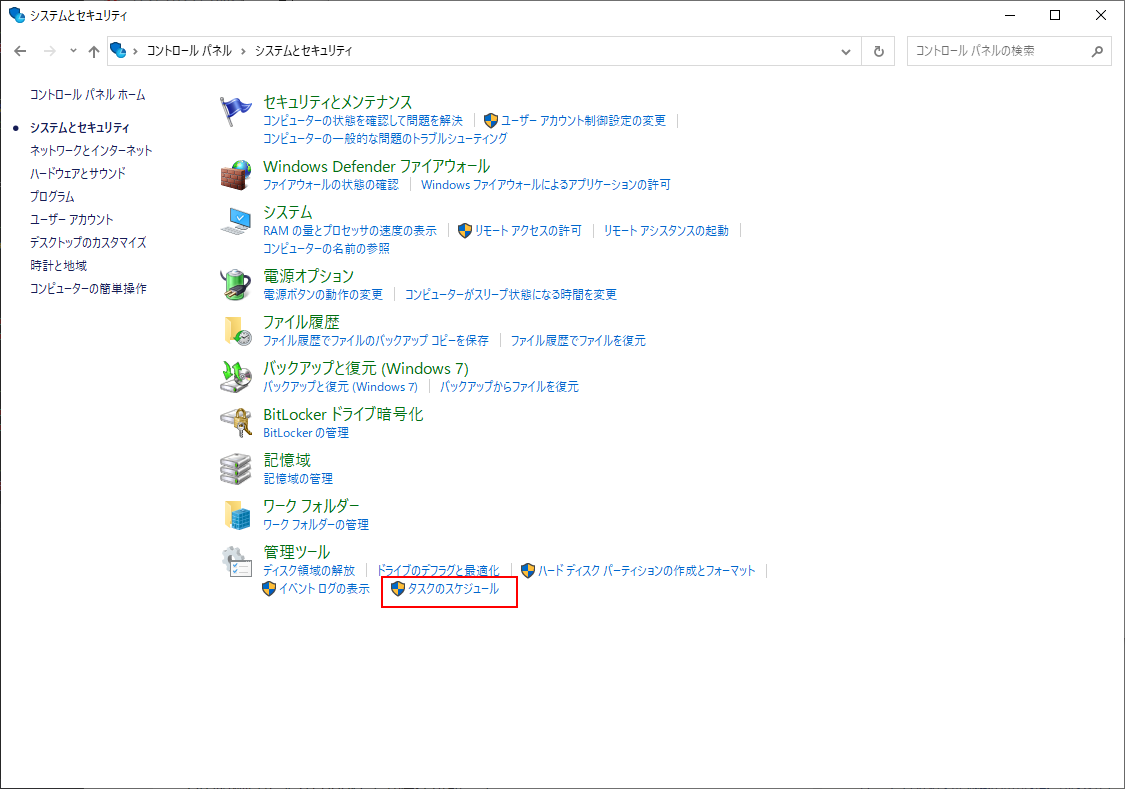 システムとセキュリティ
コントロール パネル › システムとセキュリティ
コントロール パネルの検索
コントロール パネル ホーム
システムとセキュリティ
ネットワークとインターネット
ハードウェアとサウンド
プログラム
ユーザー アカウント
デスクトップのカスタマイズ
時計と地域
コンピューターの簡単操作
セキュリティとメンテナンス
コンピューターの状態を確認して問題を解決 ユーザー アカウント制御設定の変更
コンピューターの一般的な問題のトラブルシューティング
Windows Defender ファイアウォール
ファイアウォールの状態の確認 Windows ファイアウォールによるアプリケーションの許可
システム
RAM の量とプロセッサの速度の表示 リモート アクセスの許可 リモート アシスタンスの起動
コンピューターの名前の参照
電源オプション
電源ボタンの動作の変更 コンピューターがスリープ状態になる時間を変更
ファイル履歴
ファイル履歴でファイルのバックアップ コピーを保存 ファイル履歴でファイルを復元
バックアップと復元 (Windows 7)
バックアップと復元 (Windows 7) バックアップからファイルを復元
BitLocker ドライブ暗号化
BitLocker の管理
記憶域
記憶域の管理
ワーク フォルダー
ワーク フォルダーの管理
管理ツール
ディスク領域の解放 ドライブのデフラグと最適化 ハード ディスク パーティションの作成とフォーマット
イベント ログの表示 タスクのスケジュール